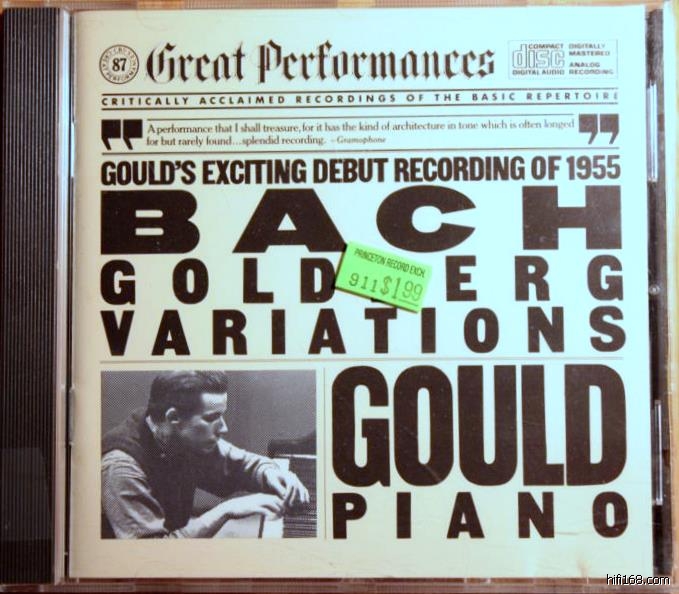 87
Great Performances
COMPACT
disc
DIGITAL AUDIO
DIGITALLY
MASTERED
ANALOG
RECORDING
CRITICALLY ACCLAIMED RECORDINGS OF THE BASIC REPERTOIRE
"A performance that I shall treasure, for it has the kind of architecture in tone which is often longed
for but rarely found...splendid recording. –Gramophone"
GOULD'S EXCITING DEBUT RECORDING OF 1955
BACH
PRINCETON RECORD EXCH.
911$1.99
GOLD ERG
VARIATIONS
GOULD
PIANO
hifi168.com